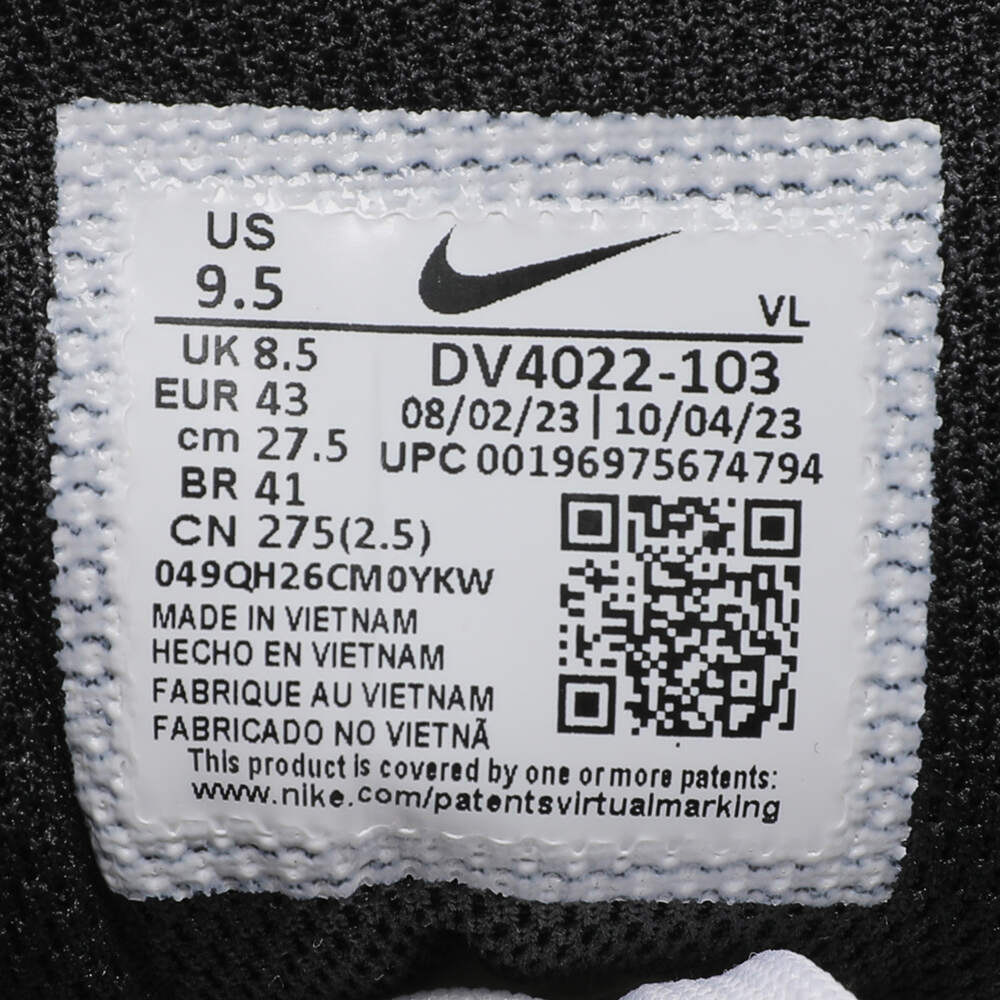 US
9.5
VL
UK 8.5
EUR 43
cm 27.5
BR 41
CN 275(2.5)
DV4022-103
08/02/23 | 10/04/23
UPC 00196975674794
049QH26CM0YKW
MADE IN VIETNAM
HECHO EN VIETNAM
FABRIQUE AU VIETNAM
FABRICADO NO VIETNÃ
This product is covered by one or more patents:
www.nike.com/patentsvirtualmarking